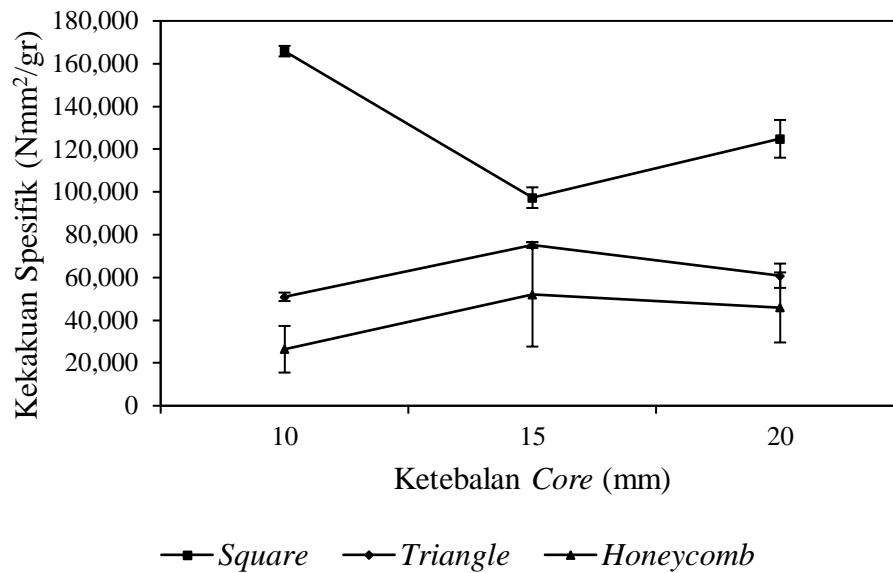 Kekakuan Spesifik (Nmm²/gr)
180,000
160,000
140,000
120,000
100,000
80,000
60,000
40,000
20,000
0
10 15 20
Ketebalan Core (mm)
Square Triangle Honeycomb